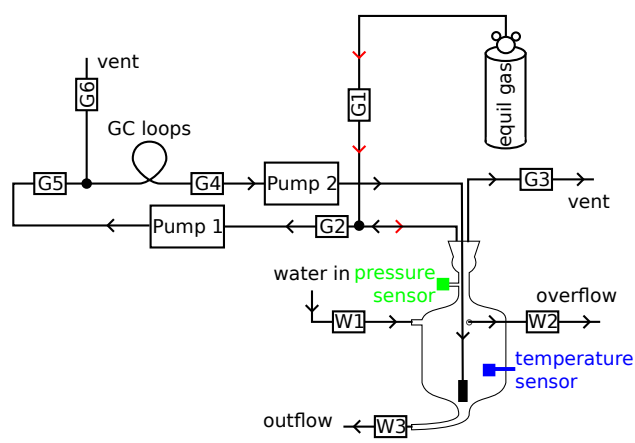 vent
G6
GC loops
G1
equil gas
G5
G4
Pump 2
G3
vent
Pump 1
G2
water in
pressure
sensor
overflow
W1
W2
temperature
sensor
outflow
W3